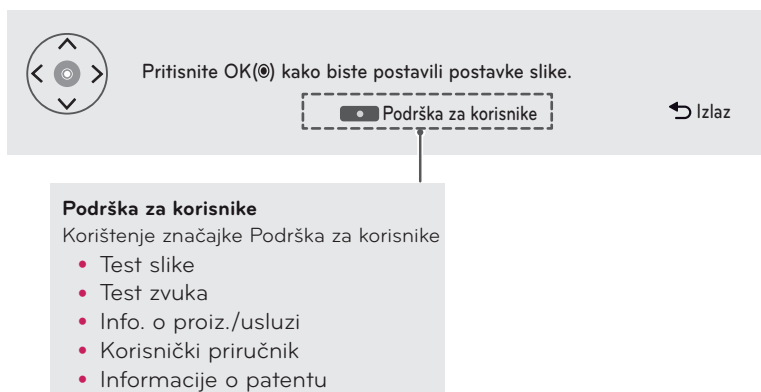 Pritisnite OK(◉) kako biste postavili postavke slike.
Podrška za korisnike
Izlaz
Podrška za korisnike
Korištenje značajke Podrška za korisnike
• Test slike
• Test zvuka
• Info. o proiz./usluzi
• Korisnički priručnik
• Informacije o patentu